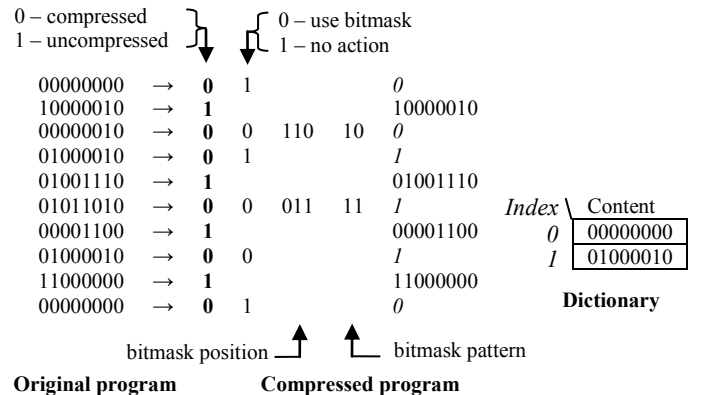 0 – compressed
1 – uncompressed
0 – use bitmask
1 – no action
00000000 → 0 1 0
10000010 → 1 10000010
00000010 → 0 0 110 10 0
01000010 → 0 1 1
01001110 → 1 01001110
01011010 → 0 0 011 11 1
00001100 → 1 00001100
01000010 → 0 0 1
11000000 → 1 11000000
00000000 → 0 1 0
Index \ Content
0 00000000
1 01000010
Dictionary
bitmask position
bitmask pattern
Original program
Compressed program